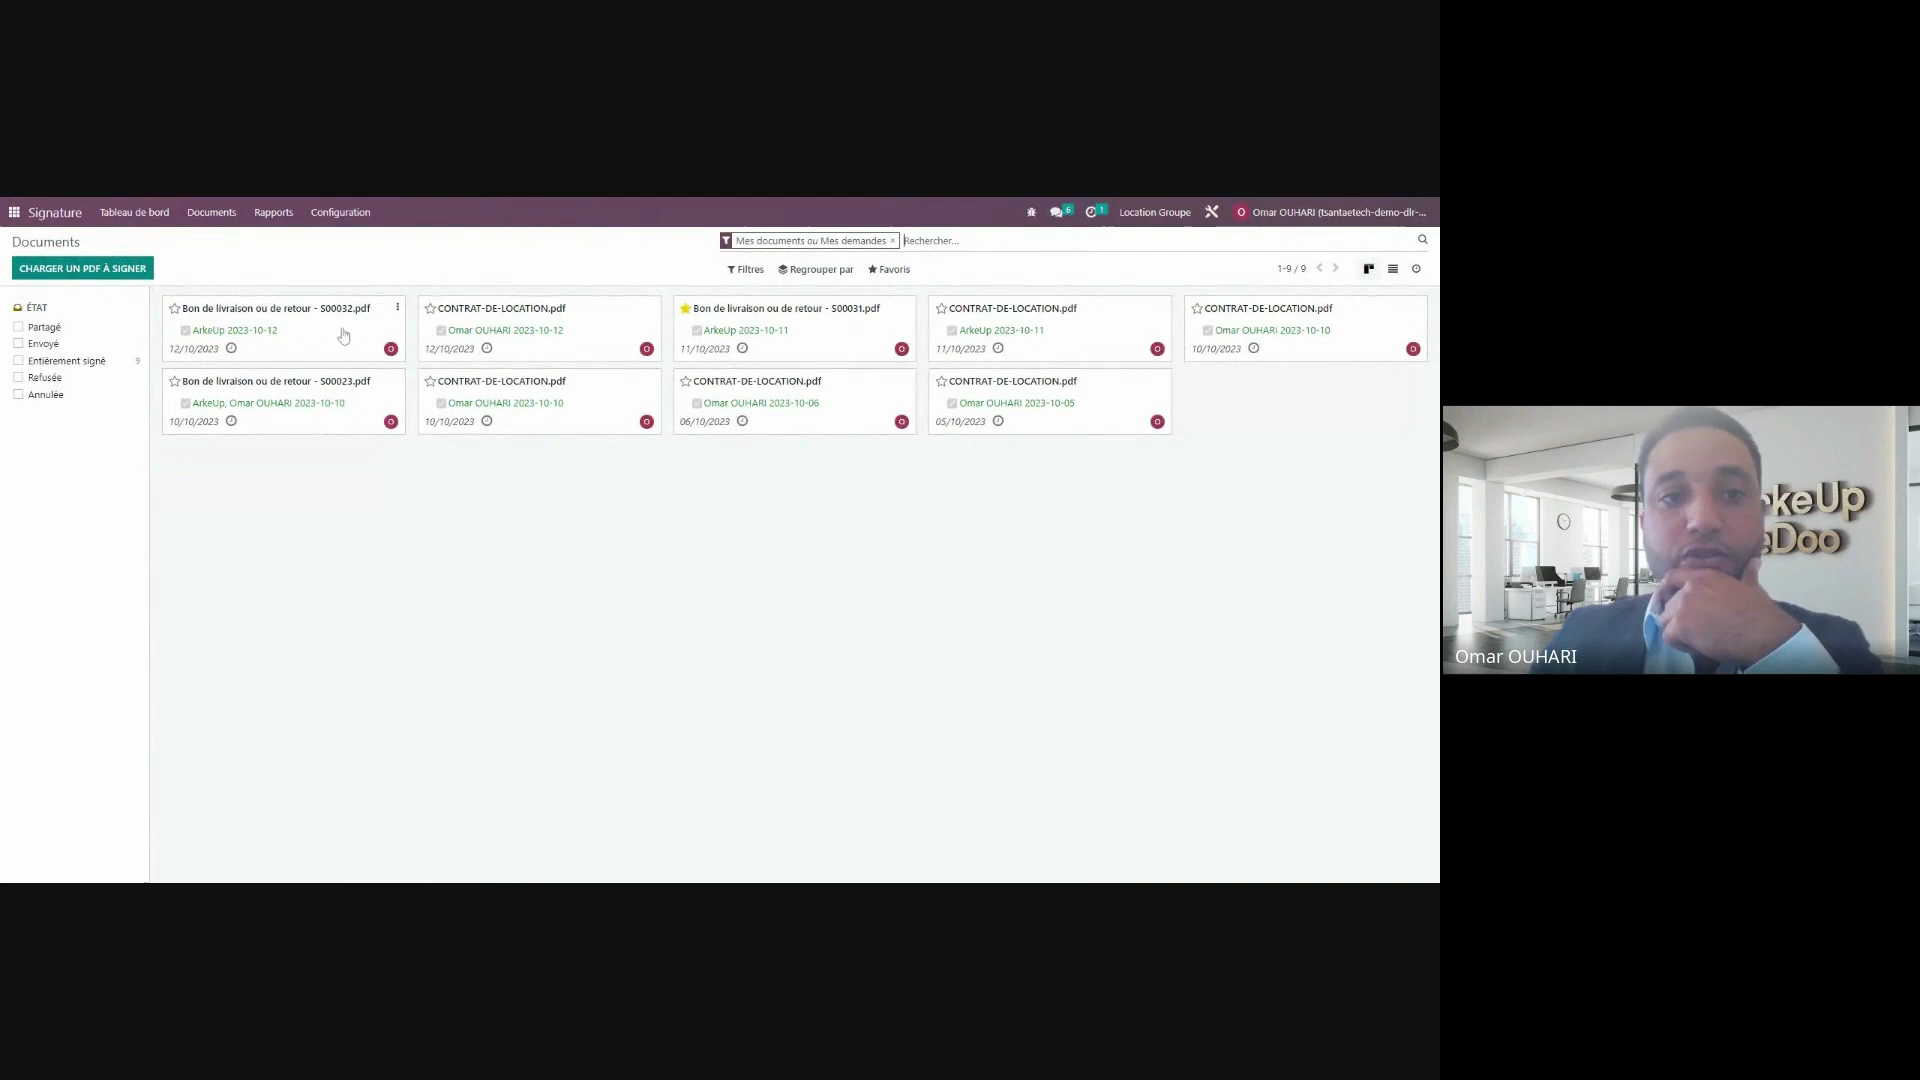 Signature Tableau de bord Documents Rapports Configuration 6 1 Location Groupe O Omar OUHARI (tsantaetech-demo-dlr-...
Documents
Mes documents ou Mes demandes × Rechercher...
CHARGER UN PDF À SIGNER
Filtres Regrouper par Favoris 1-9 / 9
ÉTAT
Partagé
Envoyé
Entièrement signé 9
Refusée
Annulée
Bon de livraison ou de retour - S00032.pdf
ArkeUp 2023-10-12
12/10/2023 O
CONTRAT-DE-LOCATION.pdf
Omar OUHARI 2023-10-12
12/10/2023 O
Bon de livraison ou de retour - S00031.pdf
ArkeUp 2023-10-11
11/10/2023 O
CONTRAT-DE-LOCATION.pdf
ArkeUp 2023-10-11
11/10/2023 O
CONTRAT-DE-LOCATION.pdf
Omar OUHARI 2023-10-10
10/10/2023 O
Bon de livraison ou de retour - S00023.pdf
ArkeUp, Omar OUHARI 2023-10-10
10/10/2023 O
CONTRAT-DE-LOCATION.pdf
Omar OUHARI 2023-10-10
10/10/2023 O
CONTRAT-DE-LOCATION.pdf
Omar OUHARI 2023-10-06
06/10/2023 O
CONTRAT-DE-LOCATION.pdf
Omar OUHARI 2023-10-05
05/10/2023 O
keUp
Doo
Omar OUHARI